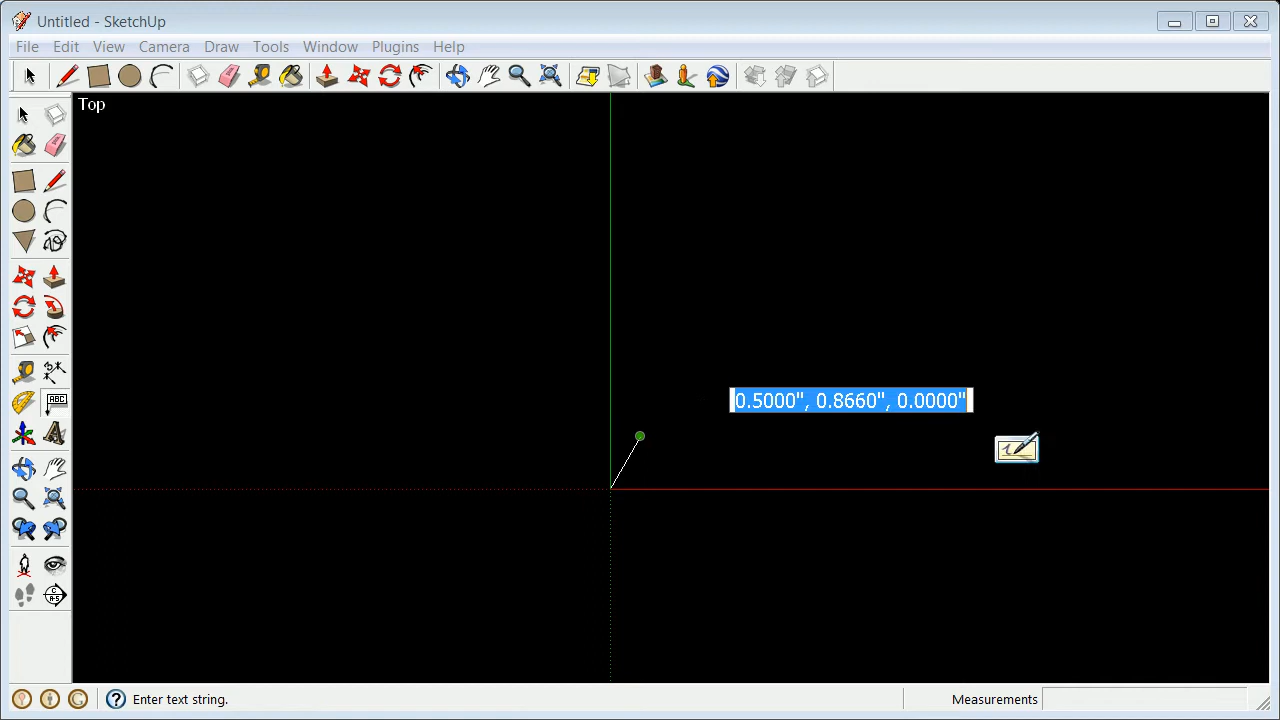 Untitled - SketchUp
File Edit View Camera Draw Tools Window Plugins Help
Top
0.5000", 0.8660", 0.0000"
Enter text string.
Measurements